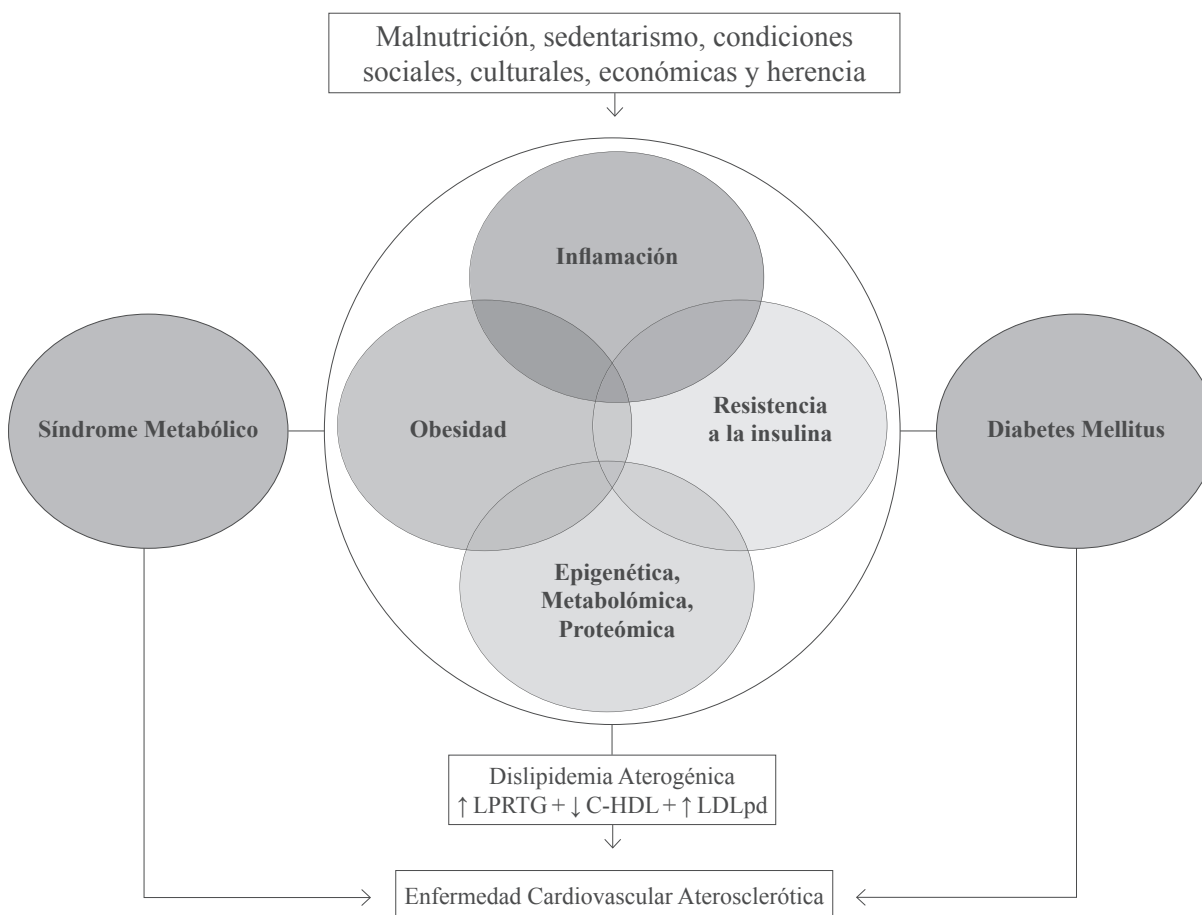 Malnutrición, sedentarismo, condiciones
sociales, culturales, económicas y herencia
Inflamación
Síndrome Metabólico
Obesidad
Resistencia
a la insulina
Diabetes Mellitus
Epigenética,
Metabolómica,
Proteómica
Dislipidemia Aterogénica
↑ LPRTG + ↓ C-HDL + ↑ LDLpd
Enfermedad Cardiovascular Aterosclerótica